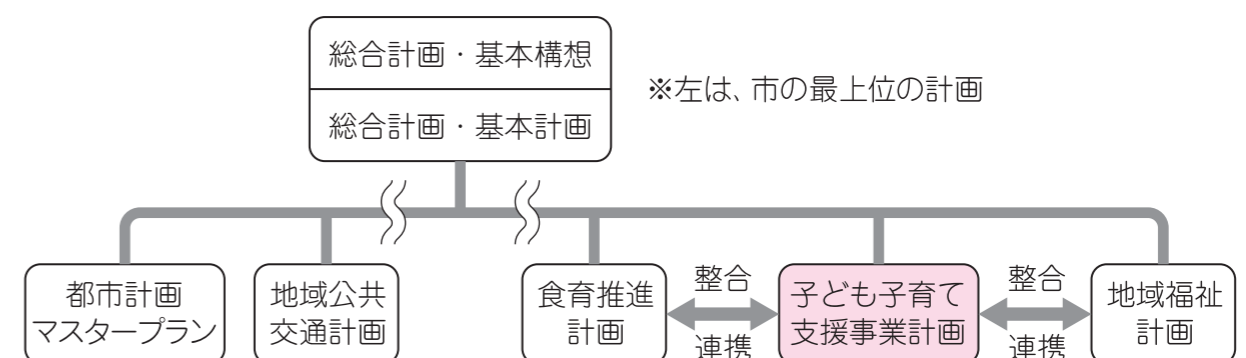 総合計画・基本構想
総合計画・基本計画
※左は、市の最上位の計画
都市計画
マスタープラン
地域公共
交通計画
食育推進
計画
整合
連携
子ども子育て
支援事業計画
整合
連携
地域福祉
計画